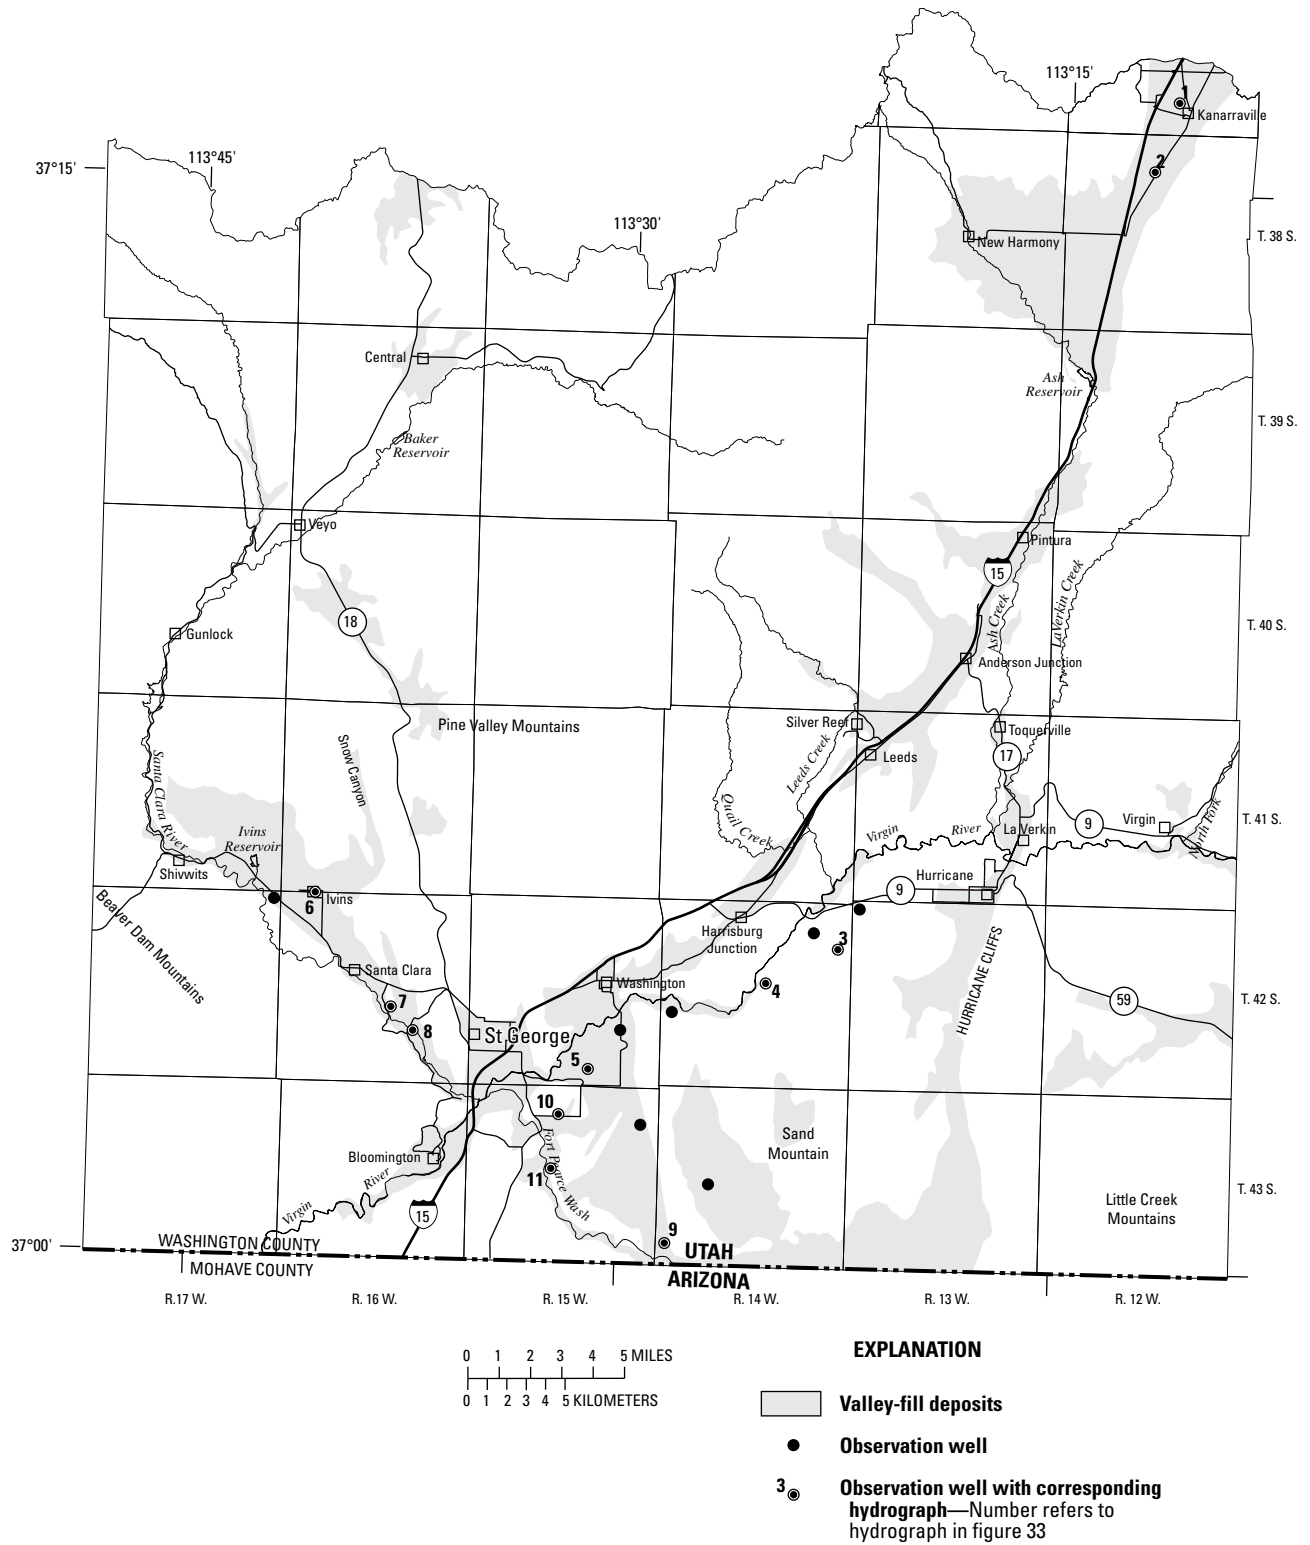 113°15'
1
Kanarraville
37°15'
113°45'
2
113°30'
New Harmony
T. 38 S.
Central
Ash
Reservoir
T. 39 S.
Baker
Reservoir
Veyo
Pintura
15
18
Gunlock
Ash Creek
LaVerkin Creek
T. 40 S.
Anderson Junction
Pine Valley Mountains
Silver Reef
Toquerville
Snow Canyon
Leeds Creek
Leeds
17
Santa Clara River
Quail Creek
Ivins
Reservoir
Virgin River
La Verkin
9
Virgin
North Fork
T. 41 S.
Shivwits
Hurricane
9
6
Ivins
Beaver Dam Mountains
Harrisburg
Junction
3
HURRICANE CLIFFS
Santa Clara
Washington
4
59
T. 42 S.
7
8
St George
5
10
Sand
Mountain
Fort Pearce Wash
Bloomington
11
Virgin River
15
Little Creek
Mountains
T. 43 S.
9
37°00'
WASHINGTON COUNTY
UTAH
MOHAVE COUNTY
ARIZONA
R. 17 W.
R. 16 W.
R. 15 W.
R. 14 W.
R. 13 W.
R. 12 W.
0 1 2 3 4 5 MILES
0 1 2 3 4 5 KILOMETERS
EXPLANATION
Valley-fill deposits
Observation well
3
Observation well with corresponding
hydrograph—Number refers to
hydrograph in figure 33